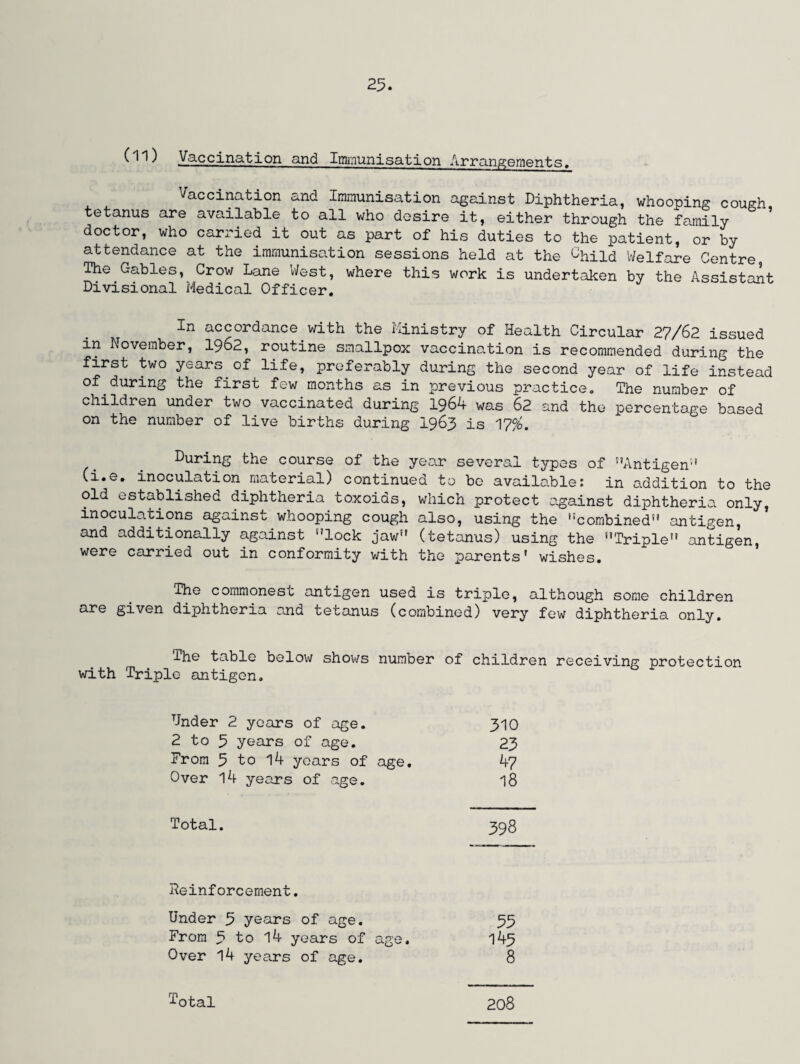 25.
(11) Vaccination and Immunisation Arrangements.
Vaccination and Immunisation against Diphtheria, whooping cough,
tetanus are available to all who desire it, either through the family
doctor, who carried it out as part of his duties to the patient, or by
attendance at the immunisation sessions held at the Child Welfare Centre,
The Gables, Crow Lane West, where this work is undertaken by the Assistant
Divisional Medical Officer.
In accordance with the Ministry of Health Circular 27/62 issued
in November, 1962, routine smallpox vaccination is recommended during the
first two years of life, preferably during the second year of life instead
of during the first few months as in previous practice. The number of
children under two vaccinated during 1964 was 62 and the percentage based
on the number of live births during 1963 is 17%.
During the course of the year several types of "Antigen"
(i.e. inoculation material) continued to be available: in addition to the
old established diphtheria toxoids, which protect against diphtheria only,
inoculations against whooping cough also, using the "combined" antigen,
and additionally against "lock jaw" (tetanus) using the "Triple" antigen,
were carried out in conformity with the parents' wishes.
The commonest antigen used is triple, although some children
are given diphtheria and tetanus (combined) very few diphtheria only.
The table below shows number of children receiving protection
with Triple antigen.
Under 2 years of age. 310
2 to 5 years of age. 23
From 5 to 14 years of age. 47
Over 14 years of age. 18
Total. 398
Reinforcement.
Under 5 years of age. 55
From 5 to 14 years of age. 145
Over 14 years of age. 8
Total 208